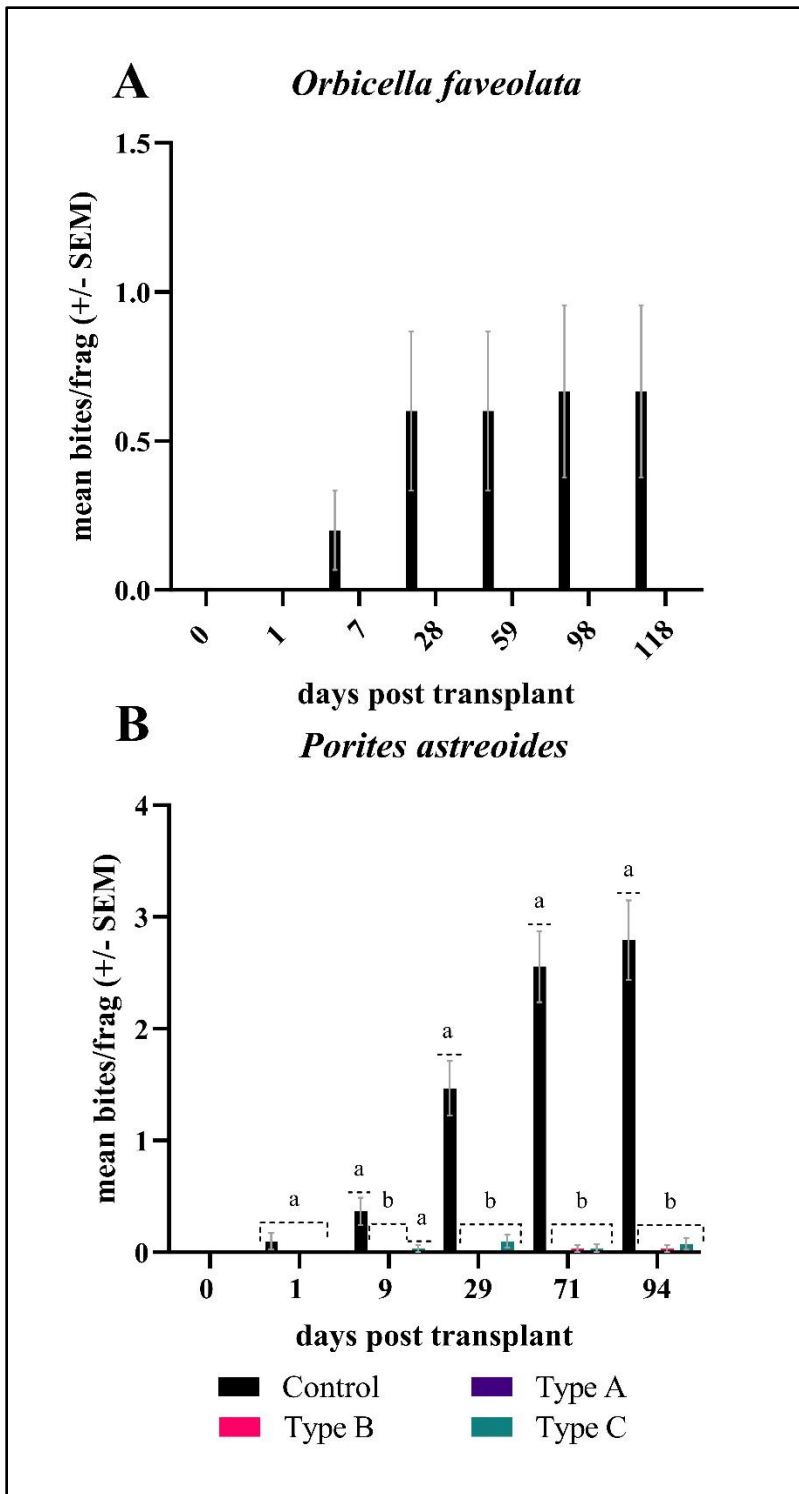 A Orbicella faveolata
1.5
1.0
0.5
0.0
mean bites/frag (+/- SEM)
0 1 7 28 59 98 118
days post transplant
B Porites astreoides
4
3
2
1
0
mean bites/frag (+/- SEM)
a a b a a b a b a b
0 1 9 29 71 94
days post transplant
Control Type A
Type B Type C